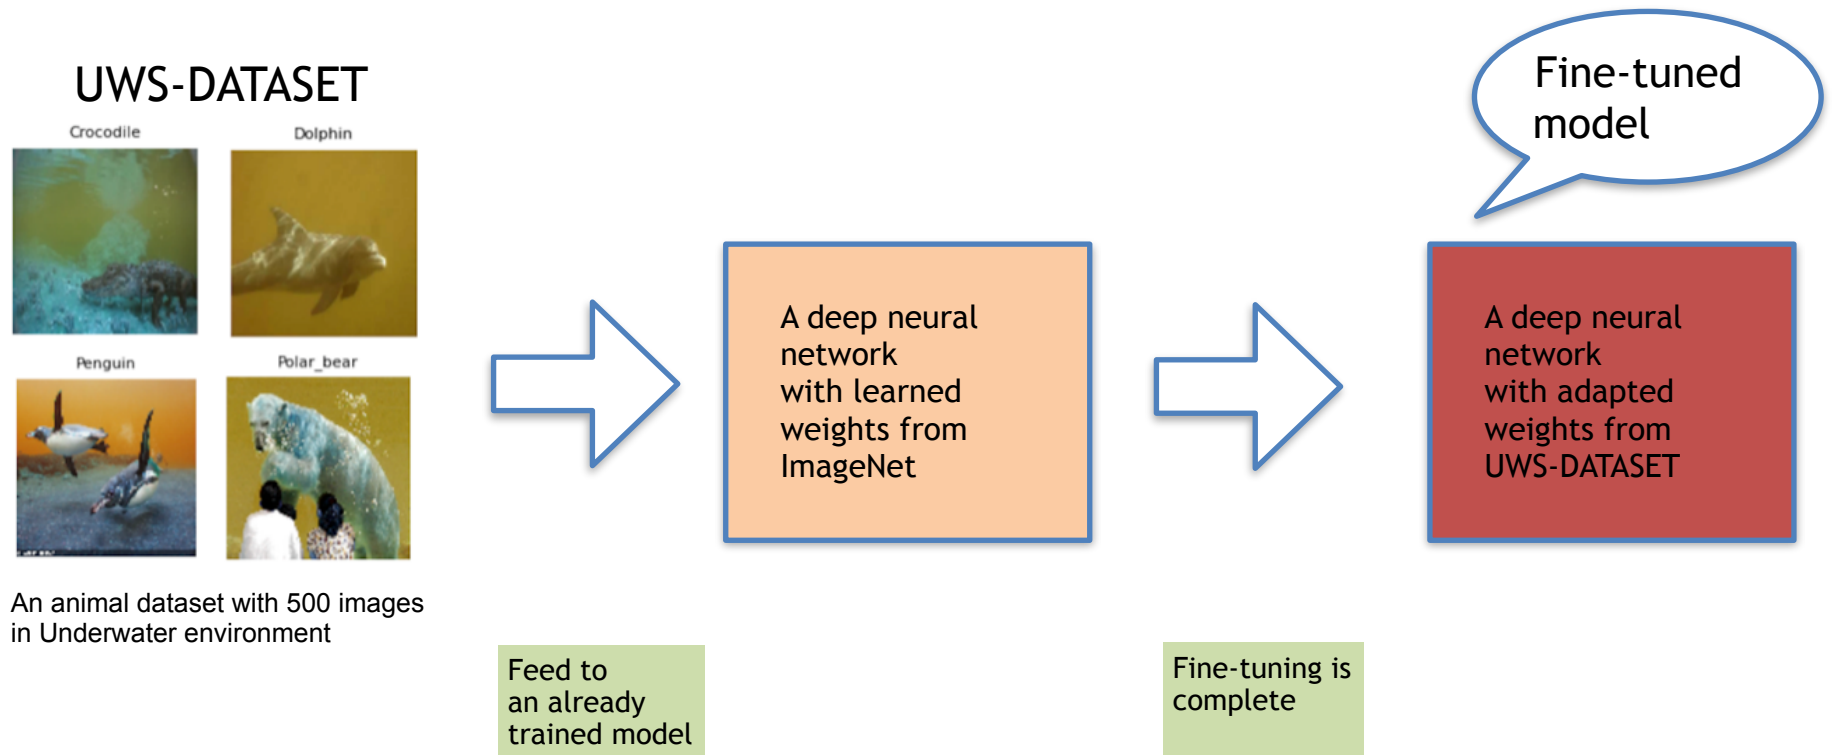 UWS-DATASET
Crocodile
Dolphin
Penguin
Polar_bear
An animal dataset with 500 images
in Underwater environment
Feed to
an already
trained model
A deep neural
network
with learned
weights from
ImageNet
Fine-tuning is
complete
Fine-tuned
model
A deep neural
network
with adapted
weights from
UWS-DATASET